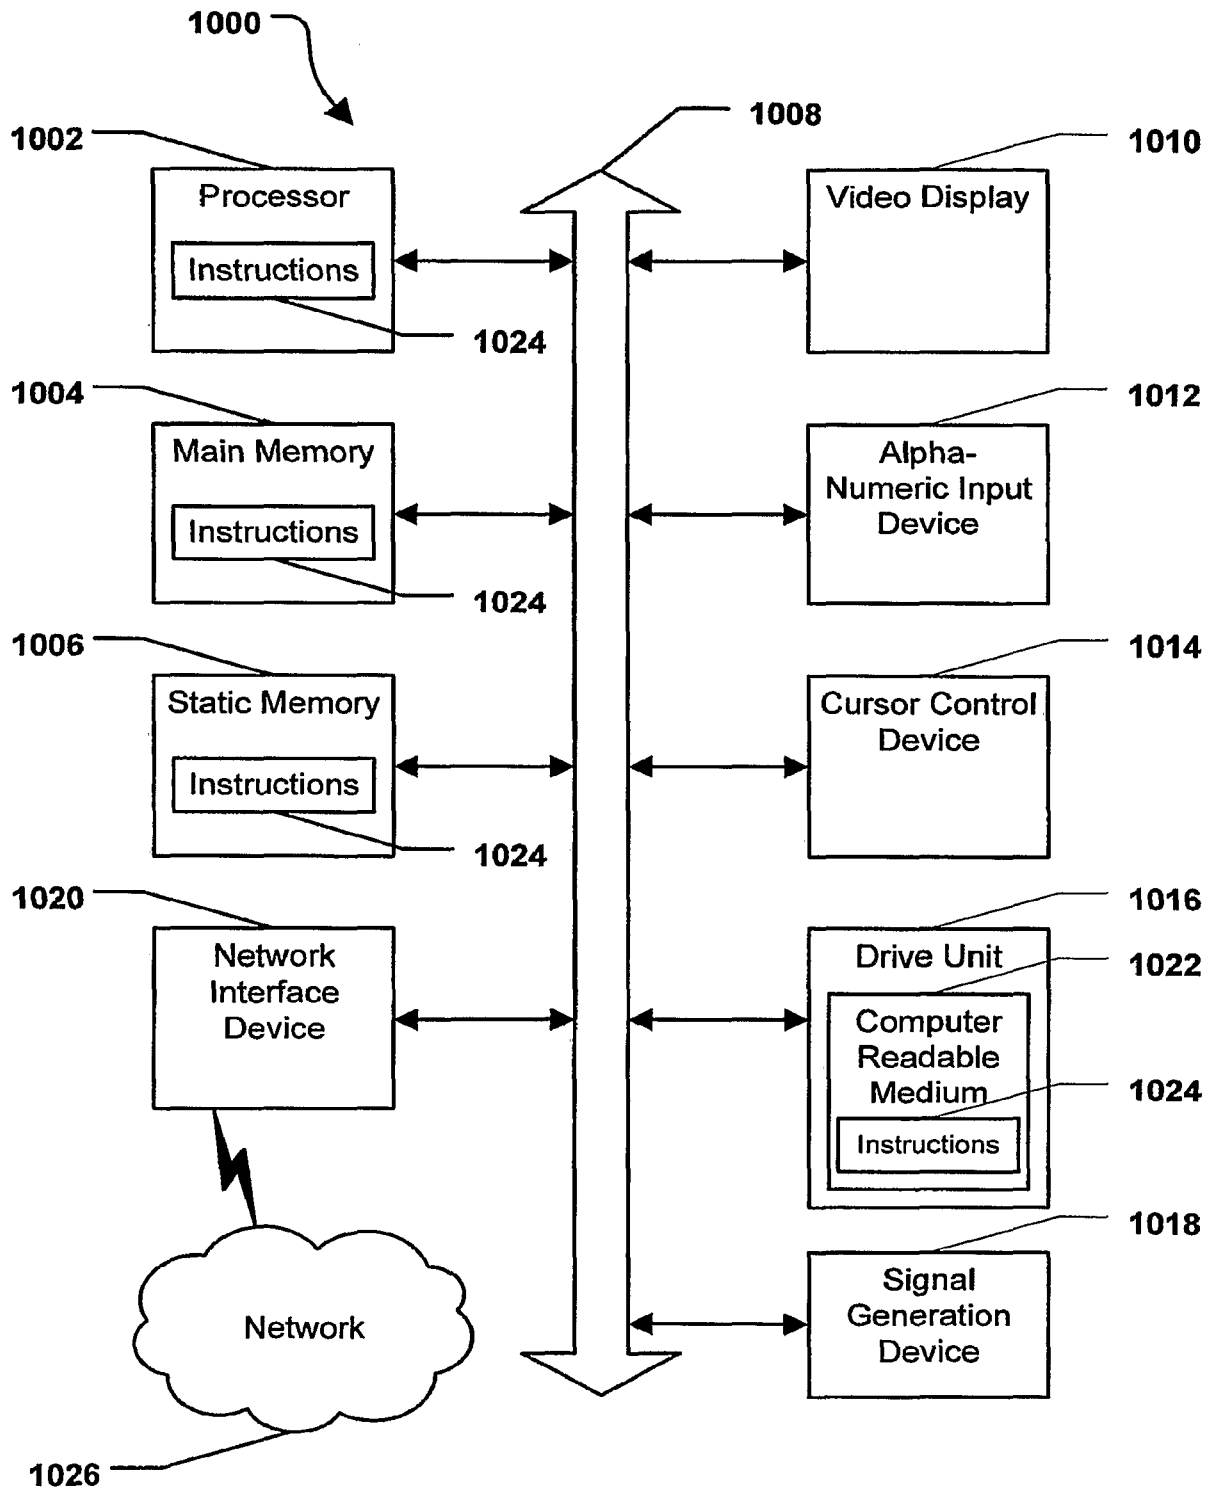 1000
1008
1002
Processor
Instructions
1024
1010
Video Display
1004
Main Memory
Instructions
1024
1012
Alpha-
Numeric Input
Device
1006
Static Memory
Instructions
1024
1014
Cursor Control
Device
1020
Network
Interface
Device
1016
Drive Unit
1022
Computer
Readable
Medium
1024
Instructions
Network
1026
1018
Signal
Generation
Device